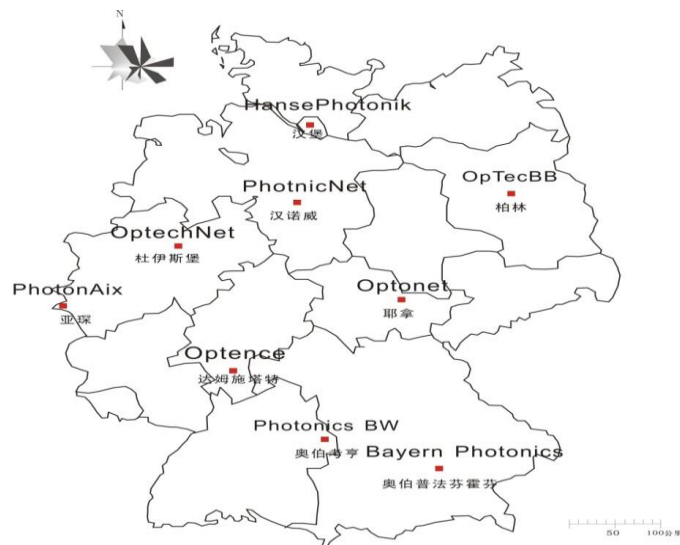 N
HansePhotonik
汉堡
OpTecBB
柏林
PhotnicNet
汉诺威
OptechNet
杜伊斯堡
PhotonAix
亚琛
Optonet
耶拿
Optence
达姆施塔特
Photonics BW
奥伯考亨
Bayern Photonics
奥伯普法芬霍芬
50 100公里